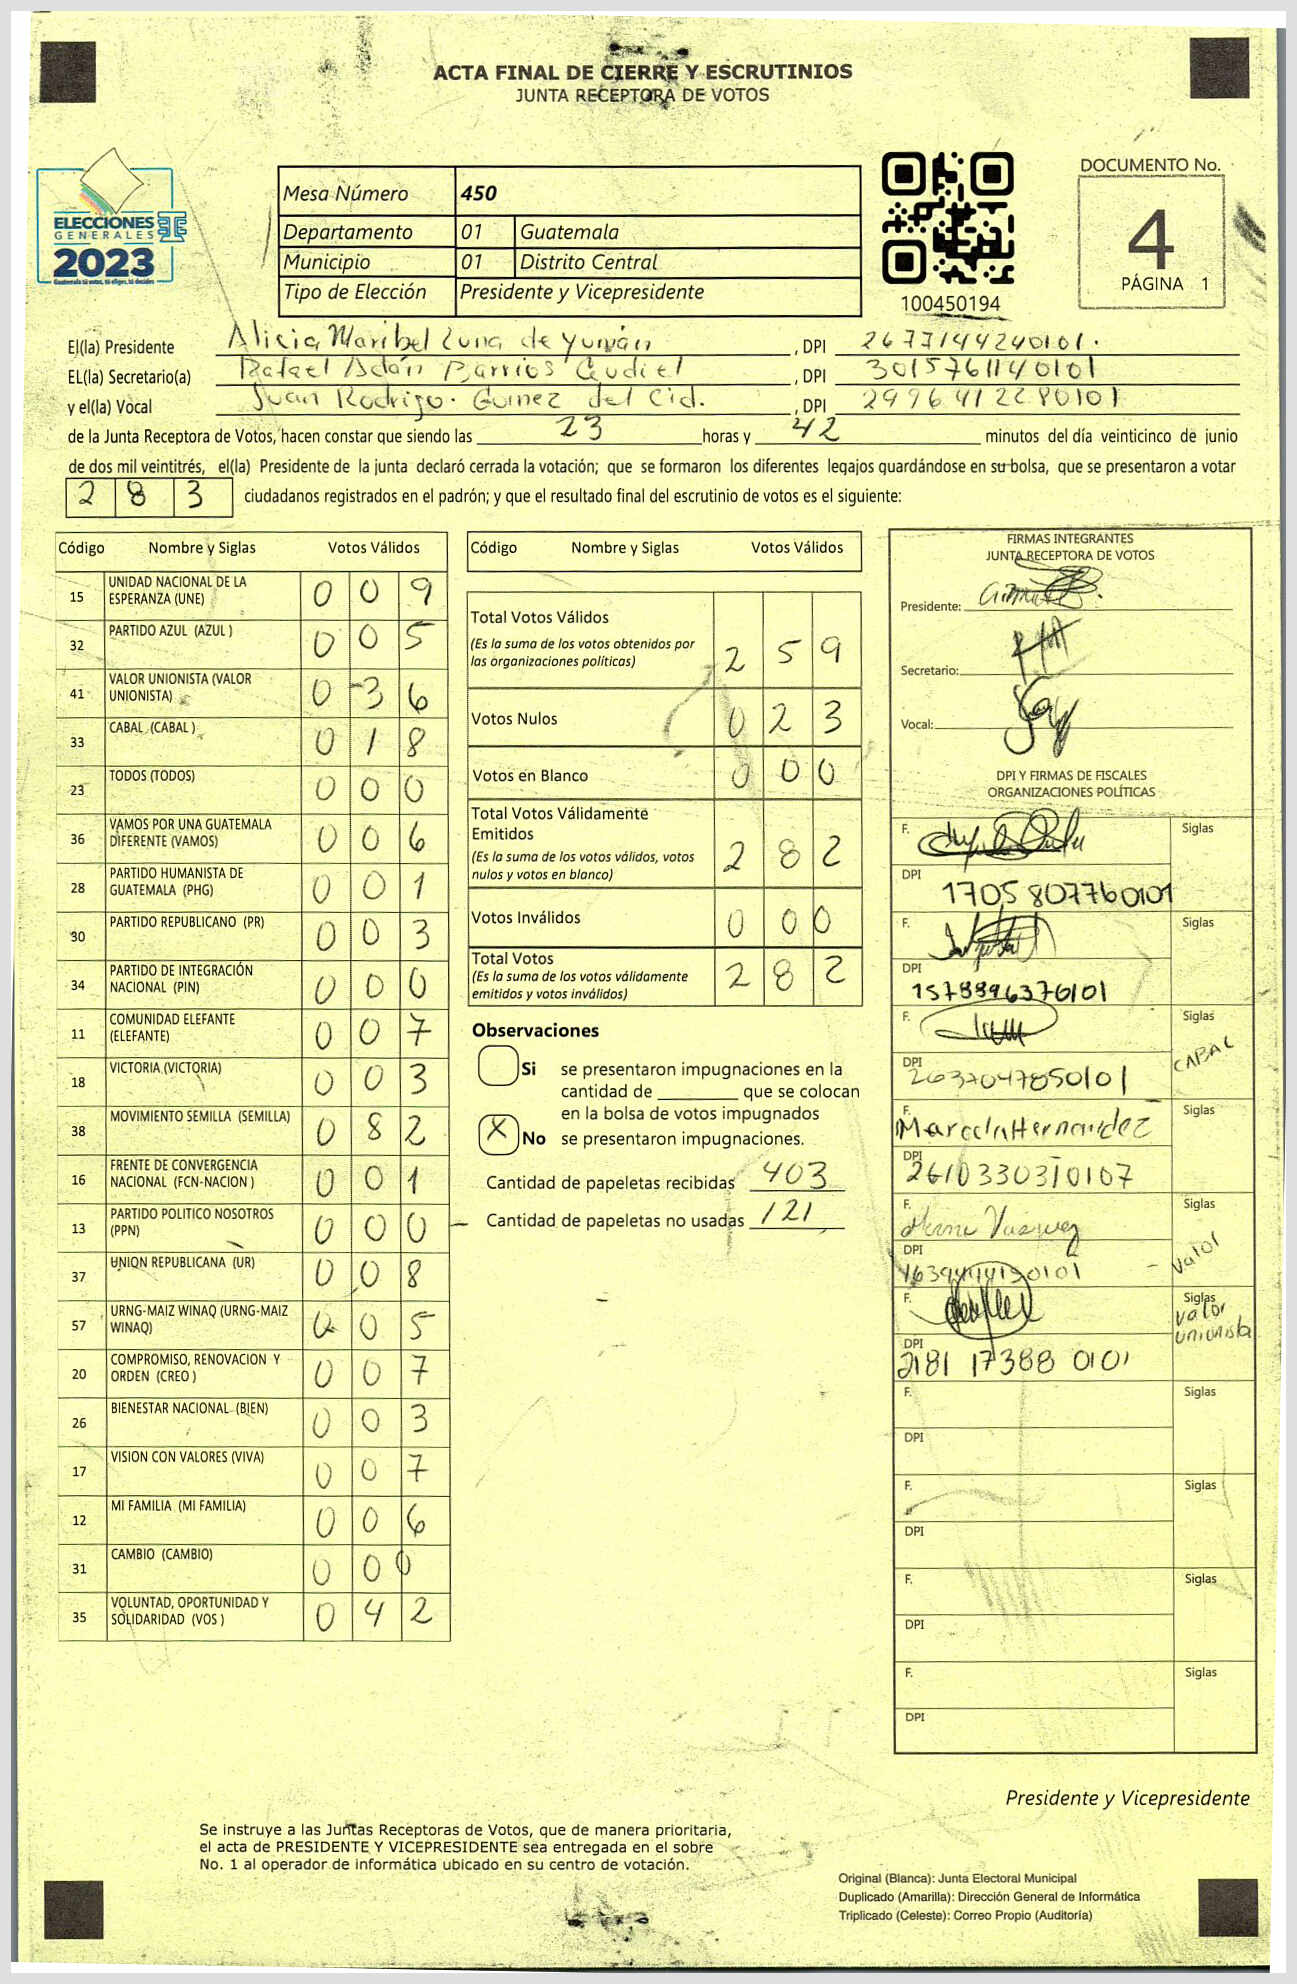 ACTA FINAL DE CIERRE Y ESCRUTINIOS
JUNTA RECEPTORA DE VOTOS
ELECCIONES
GENERALES
2023
Guatemala tú votas, tú eliges, tú decides
Mesa Número 450
Departamento 01 Guatemala
Municipio 01 Distrito Central
Tipo de Elección Presidente y Vicepresidente
100450194
DOCUMENTO No.
4
PÁGINA 1
El(la) Presidente Alicia Maribel Luna de Yumán , DPI 2677144240101.
EL(la) Secretario(a) Rafael Adán Barrios Gudiel , DPI 3015761140101
y el(la) Vocal Juan Rodrigo. Gomez del Cid. , DPI 2996412280101
de la Junta Receptora de Votos, hacen constar que siendo las 23 horas y 42 minutos del día veinticinco de junio
de dos mil veintitrés, el(la) Presidente de la junta declaró cerrada la votación; que se formaron los diferentes legajos guardándose en su bolsa, que se presentaron a votar
2 8 3 ciudadanos registrados en el padrón; y que el resultado final del escrutinio de votos es el siguiente:
Código Nombre y Siglas Votos Válidos
15 UNIDAD NACIONAL DE LA ESPERANZA (UNE) 0 0 9
32 PARTIDO AZUL (AZUL ) 0 0 5
41 VALOR UNIONISTA (VALOR UNIONISTA) 0 3 6
33 CABAL (CABAL ) 0 1 8
23 TODOS (TODOS) 0 0 0
36 VAMOS POR UNA GUATEMALA DIFERENTE (VAMOS) 0 0 6
28 PARTIDO HUMANISTA DE GUATEMALA (PHG) 0 0 1
30 PARTIDO REPUBLICANO (PR) 0 0 3
34 PARTIDO DE INTEGRACIÓN NACIONAL (PIN) 0 0 0
11 COMUNIDAD ELEFANTE (ELEFANTE) 0 0 7
18 VICTORIA (VICTORIA) 0 0 3
38 MOVIMIENTO SEMILLA (SEMILLA) 0 8 2
16 FRENTE DE CONVERGENCIA NACIONAL (FCN-NACION ) 0 0 1
13 PARTIDO POLITICO NOSOTROS (PPN) 0 0 0
37 UNION REPUBLICANA (UR) 0 0 8
57 URNG-MAIZ WINAQ (URNG-MAIZ WINAQ) 0 0 5
20 COMPROMISO, RENOVACION Y ORDEN (CREO ) 0 0 7
26 BIENESTAR NACIONAL (BIEN) 0 0 3
17 VISION CON VALORES (VIVA) 0 0 7
12 MI FAMILIA (MI FAMILIA) 0 0 6
31 CAMBIO (CAMBIO) 0 0 0
35 VOLUNTAD, OPORTUNIDAD Y SOLIDARIDAD (VOS ) 0 4 2
Código Nombre y Siglas Votos Válidos
Total Votos Válidos
(Es la suma de los votos obtenidos por las organizaciones políticas) 2 5 9
Votos Nulos 0 2 3
Votos en Blanco 0 0 0
Total Votos Válidamente Emitidos
(Es la suma de los votos válidos, votos nulos y votos en blanco) 2 8 2
Votos Inválidos 0 0 0
Total Votos
(Es la suma de los votos válidamente emitidos y votos inválidos) 2 8 2
Observaciones
Si se presentaron impugnaciones en la
cantidad de ________ que se colocan
en la bolsa de votos impugnados
X No se presentaron impugnaciones.
Cantidad de papeletas recibidas 403
Cantidad de papeletas no usadas 121
FIRMAS INTEGRANTES
JUNTA RECEPTORA DE VOTOS
Presidente:
Secretario:
Vocal:
DPI Y FIRMAS DE FISCALES
ORGANIZACIONES POLÍTICAS
F. Siglas
DPI 1705 807760101
F. Siglas
DPI 1578896370101
F. Siglas CABAL
DPI 2637047850101
F. Marcela Hernandez Siglas
DPI 2610330310107
F. Vasquez Siglas Valor
DPI
F. Siglas valor unionista
DPI 2181 17388 0101
F. Siglas
DPI
F. Siglas
DPI
F. Siglas
DPI
F. Siglas
DPI
Presidente y Vicepresidente
Se instruye a las Juntas Receptoras de Votos, que de manera prioritaria,
el acta de PRESIDENTE Y VICEPRESIDENTE sea entregada en el sobre
No. 1 al operador de informática ubicado en su centro de votación.
Original (Blanca): Junta Electoral Municipal
Duplicado (Amarilla): Dirección General de Informática
Triplicado (Celeste): Correo Propio (Auditoría)